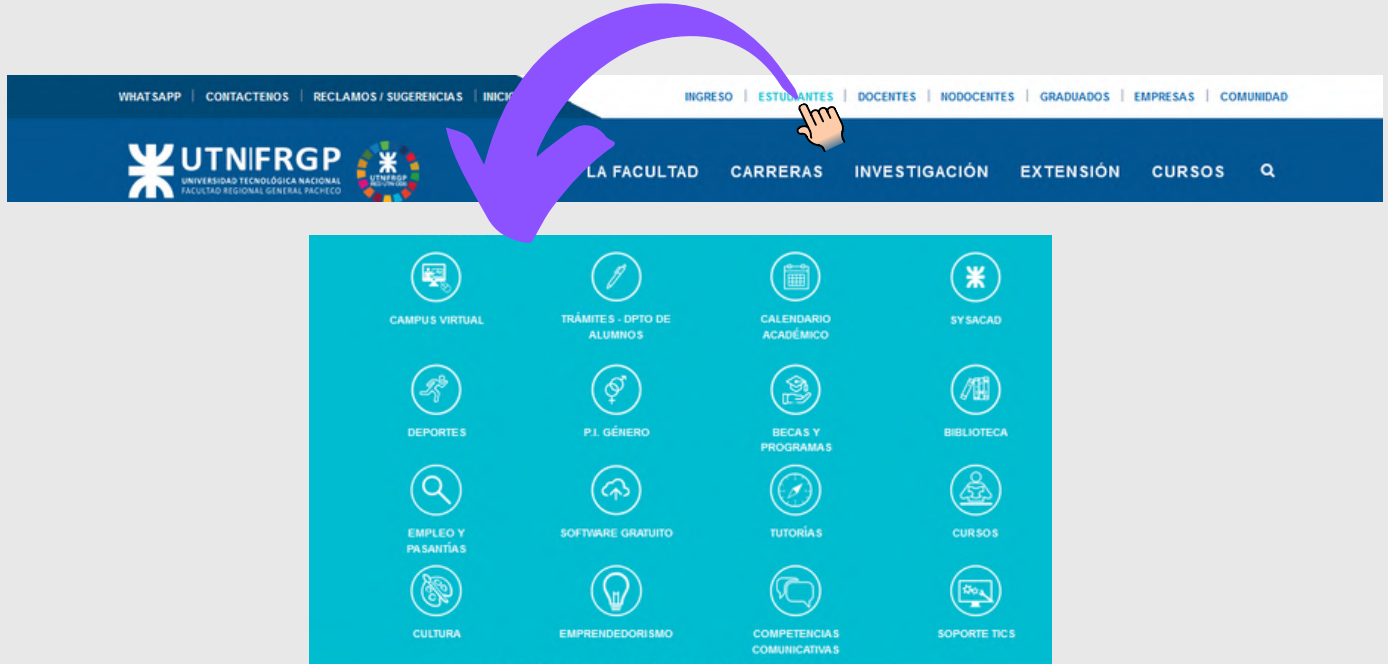 WHATSAPP | CONTACTENOS | RECLAMOS / SUGERENCIAS | INICIO
INGRESO | ESTUDIANTES | DOCENTES | NODOCENTES | GRADUADOS | EMPRESAS | COMUNIDAD
UTN|FRGP
UNIVERSIDAD TECNOLÓGICA NACIONAL
FACULTAD REGIONAL GENERAL PACHECO
UTNFRGP
LA FACULTAD CARRERAS INVESTIGACIÓN EXTENSIÓN CURSOS
CAMPUS VIRTUAL
TRÁMITES - DPTO DE
ALUMNOS
CALENDARIO
ACADÉMICO
SYSACAD
DEPORTES
P.I. GÉNERO
BECAS Y
PROGRAMAS
BIBLIOTECA
EMPLEO Y
PASANTÍAS
SOFTWARE GRATUITO
TUTORÍAS
CURSOS
CULTURA
EMPRENDEDORISMO
COMPETENCIAS
COMUNICATIVAS
SOPORTE TICS